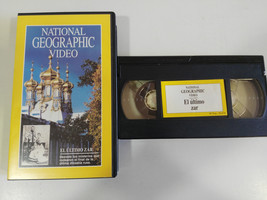 NATIONAL
GEOGRAPHIC
VIDEO
EL ÚLTIMO ZAR
NATIONAL
GEOGRAPHIC
VIDEO
El último
zar